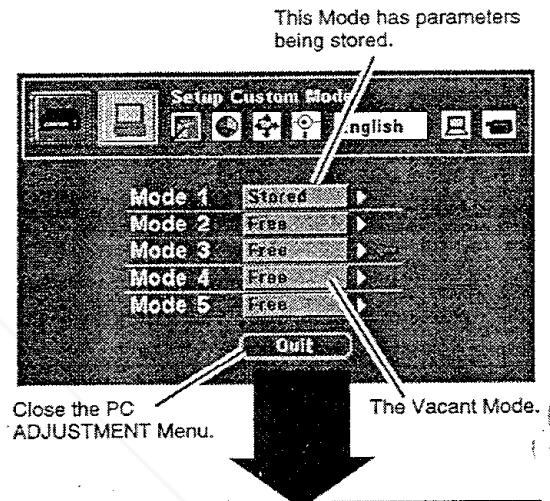 This Mode has parameters
being stored.
Setup Custom Mode
English
Mode 1 Stored
Mode 2 Free
Mode 3 Free
Mode 4 Free
Mode 5 Free
Quit
Close the PC
ADJUSTMENT Menu.
The Vacant Mode.